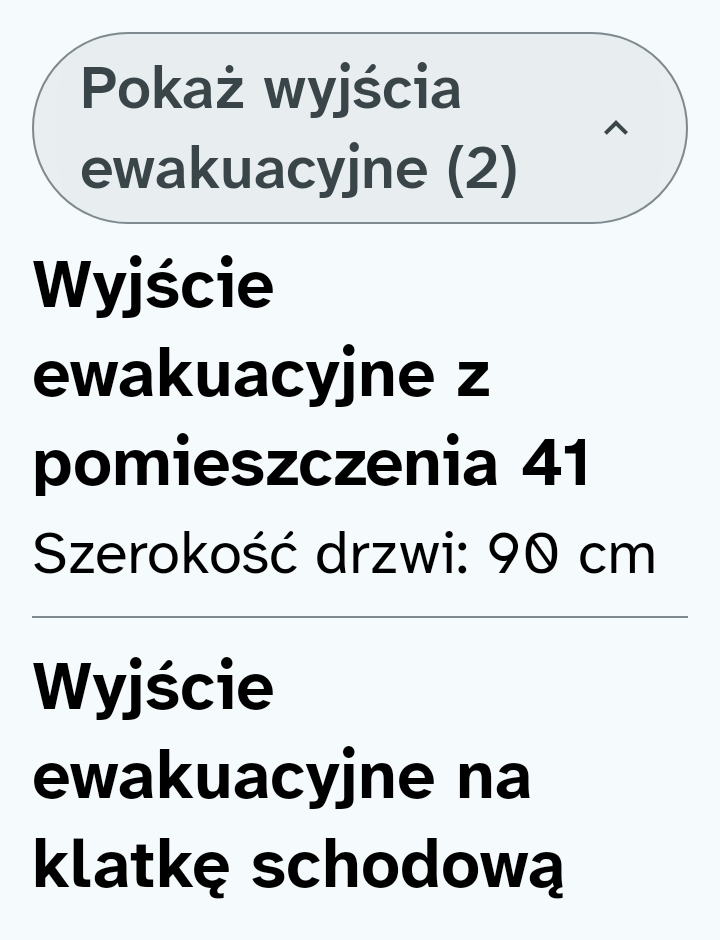 Pokaż wyjścia
ewakuacyjne (2)
Wyjście
ewakuacyjne z
pomieszczenia 41
Szerokość drzwi: 90 cm
Wyjście
ewakuacyjne na
klatkę schodową